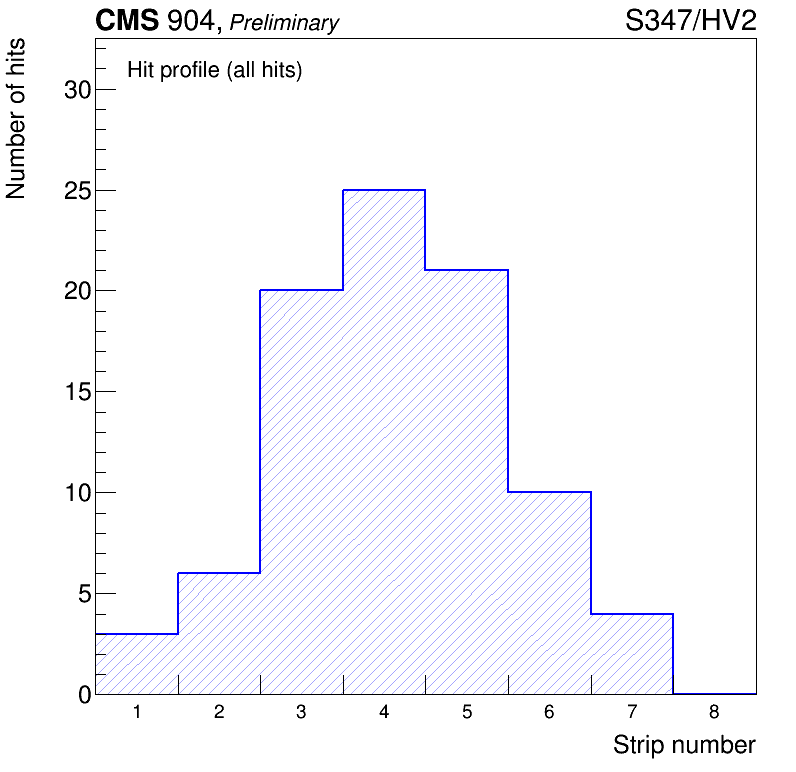 CMS 904, Preliminary S347/HV2
Number of hits
Hit profile (all hits)
30
25
20
15
10
5
0
1 2 3 4 5 6 7 8
Strip number